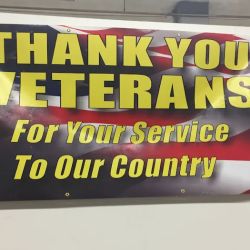 THANK YOU
VETERANS
For Your Service
To Our Country